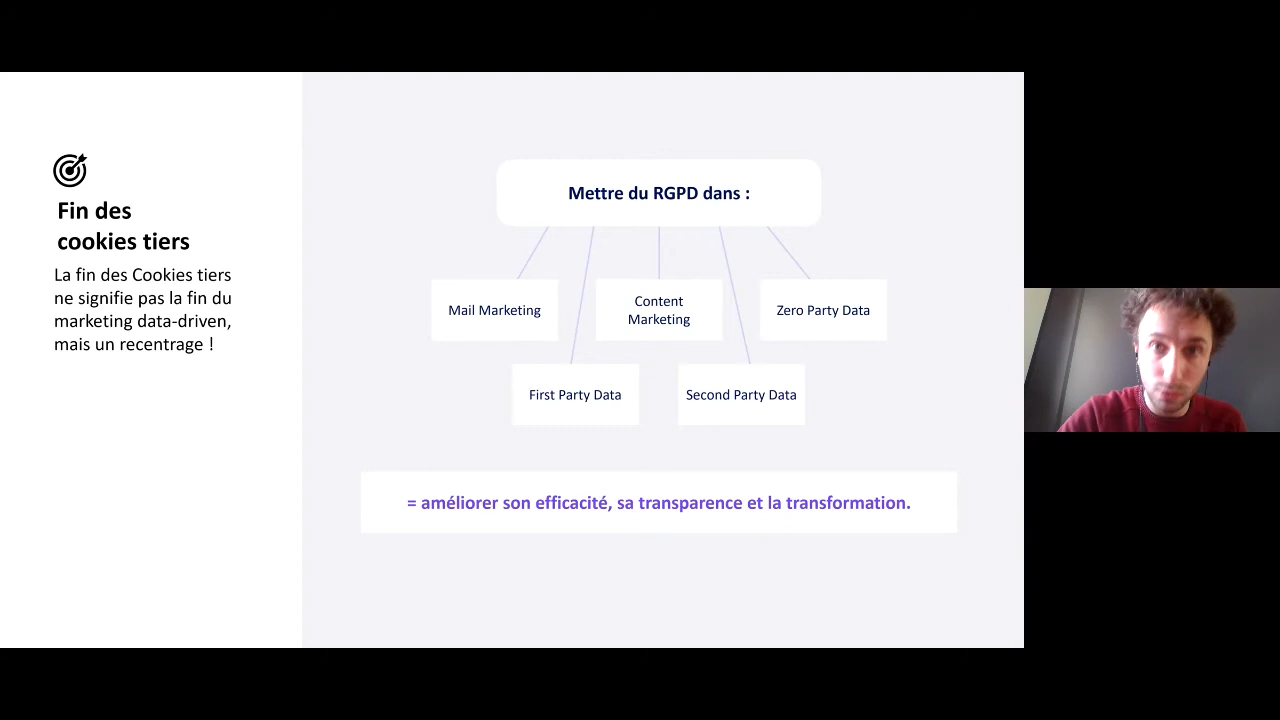 Fin des
cookies tiers
La fin des Cookies tiers
ne signifie pas la fin du
marketing data-driven,
mais un recentrage !
Mettre du RGPD dans :
Mail Marketing
Content
Marketing
Zero Party Data
First Party Data
Second Party Data
= améliorer son efficacité, sa transparence et la transformation.